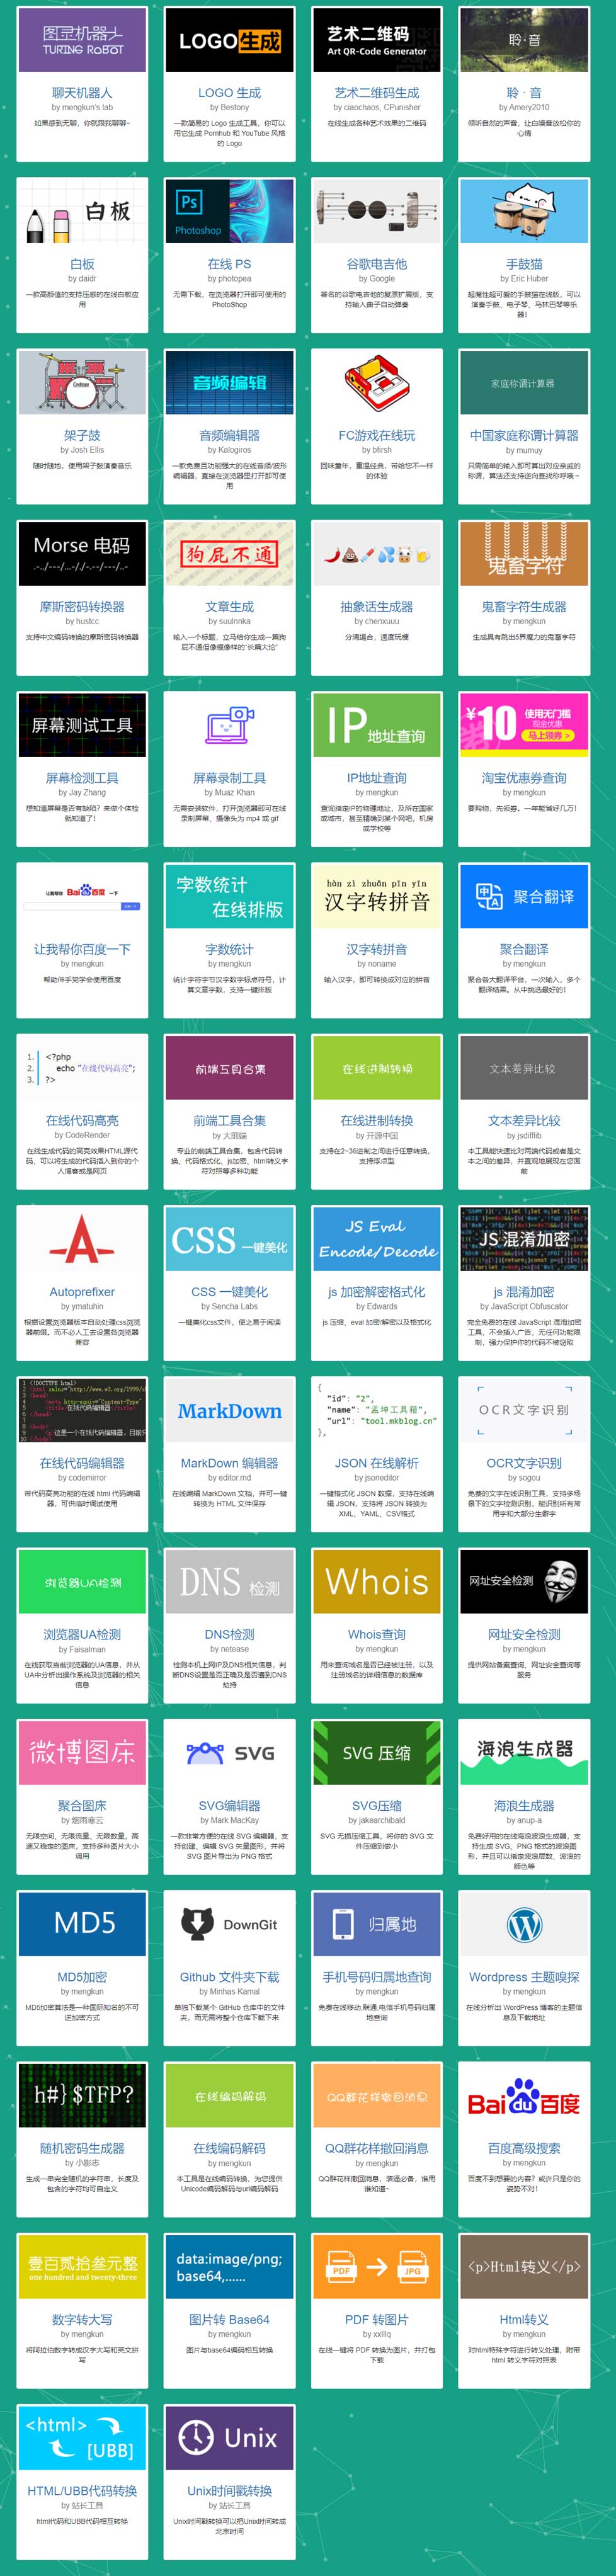 图灵机器人
TURING ROBOT
聊天机器人
by mengkun's lab
如果感到无聊，你就跟我聊聊~
LOGO生成
LOGO 生成
by Bestony
一款简易的 Logo 生成工具，你可以
用它生成 Pornhub 和 YouTube 风格
的 Logo
艺术二维码
Art QR-Code Generator
艺术二维码生成
by ciaochaos, CPunisher
在线生成各种艺术效果的二维码
聆·音
聆 · 音
by Amery2010
倾听自然的声音，让白噪音放松你的
心情
白板
白板
by daidr
一款高颜值的支持压感的在线白板应
用
Ps
Photoshop
在线 PS
by photopea
无需下载，在浏览器打开即可使用的
PhotoShop
谷歌电吉他
by Google
著名的谷歌电吉他的复原扩展版，支
持输入曲子自动弹奏
手鼓猫
by Eric Huber
超魔性超可爱的手鼓猫在线版，可以
演奏手鼓、电子琴、马林巴琴等乐
器！
架子鼓
by Josh Ellis
随时随地，使用架子鼓演奏音乐
音频编辑
音频编辑器
by Kalogiros
一款免费且功能强大的在线音频/波形
编辑器，直接在浏览器里打开即可使
用
FC游戏在线玩
by bfirsh
回味童年，重温经典，带给您不一样
的体验
家庭称谓计算器
中国家庭称谓计算器
by mumuy
只需简单的输入即可算出对应亲戚的
称谓，算法还支持逆向查找称呼哦~
Morse 电码
.-../---/...-/./-.--/---/..-
摩斯密码转换器
by hustcc
支持中文编码转换的摩斯密码转换器
狗屁不通
文章生成
by suulnnka
输入一个标题，立马给你生成一篇狗
屁不通但像模像样的“长篇大论”
抽象话生成器
by chenxuuu
分清场合，适度玩梗
鬼畜字符
鬼畜字符生成器
by mengkun
生成具有跳出5界魔力的鬼畜字符
屏幕测试工具
屏幕检测工具
by Jay Zhang
想知道屏幕是否有缺陷？来做个体检
就知道了！
屏幕录制工具
by Muaz Khan
无需安装软件，打开浏览器即可在线
录制屏幕、摄像头为 mp4 或 gif
IP地址查询
IP地址查询
by mengkun
查询指定IP的物理地址，及所在国家
或城市，甚至精确到某个网吧，机房
或学校等
¥10 使用无门槛
现金优惠
马上领券 >
淘宝优惠券查询
by mengkun
要购物，先领券。一年能省好几万！
让我帮你 Bai百度 一下
让我帮你百度一下
by mengkun
帮助伸手党学会使用百度
字数统计
在线排版
字数统计
by mengkun
统计字符字节汉字数字标点符号，计
算文章字数，支持一键排版
hàn zì zhuǎn pīn yīn
汉字转拼音
汉字转拼音
by noname
输入汉字，即可转换成对应的拼音
聚合翻译
聚合翻译
by mengkun
聚合各大翻译平台，一次输入，多个
翻译结果。从中挑选最好的！
1. <?php
2. echo "在线代码高亮";
3. ?>
在线代码高亮
by CodeRender
在线生成代码的高亮效果HTML源代
码，可以将生成的代码插入到你的个
人博客或是网页
前端工具合集
前端工具合集
by 大前端
专业的前端工具合集，包含代码转
换、代码格式化、js加密、html转义字
符对照等多种功能
在线进制转换
在线进制转换
by 开源中国
支持在2~36进制之间进行任意转换，
支持浮点型
文本差异比较
文本差异比较
by jsdifflib
本工具能快速比对两端代码或者是文
本之间的差异，并直观地展现在您面
前
Autoprefixer
by ymatuhin
根据设置浏览器版本自动处理css浏览
器前缀。而不必人工去设置各浏览器
兼容
CSS 一键美化
CSS 一键美化
by Sencha Labs
一键美化css文件，使之易于阅读
JS Eval
Encode/Decode
js 加密解密格式化
by Edwards
js 压缩、eval 加密/解密以及格式化
JS 混淆加密
js 混淆加密
by JavaScript Obfuscator
完全免费的在线 JavaScript 混淆加密
工具，不会插入广告，无任何功能限
制，强力保护你的代码不被窃取
在线代码编辑器
by codemirror
带代码高亮功能的在线 html 代码编辑
器，可供临时调试使用
MarkDown
MarkDown 编辑器
by editor.md
在线编辑 MarkDown 文档，并可一键
转换为 HTML 文件保存
{
"id": "2",
"name": "孟坤工具箱",
"url": "tool.mkblog.cn"
},
JSON 在线解析
by jsoneditor
一键格式化 JSON 数据，支持在线编
辑 JSON，支持将 JSON 转换为
XML、YAML、CSV格式
OCR文字识别
OCR文字识别
by sogou
免费的文字在线识别工具，支持多场
景下的文字检测识别，能识别所有常
用字和大部分生僻字
浏览器UA检测
浏览器UA检测
by Faisalman
在线获取当前浏览器的UA信息，并从
UA中分析出操作系统及浏览器的相关
信息
DNS 检测
DNS检测
by netease
检测本机上网IP及DNS相关信息，判
断DNS设置是否正确及是否遭到DNS
劫持
Whois
Whois查询
by mengkun
用来查询域名是否已经被注册，以及
注册域名的详细信息的数据库
网址安全检测
网址安全检测
by mengkun
提供网站备案查询、网址安全查询等
服务
微博图床
聚合图床
by 烟雨寒云
无限空间、无限流量、无限数量，高
速又稳定的图床，支持多种图片大小
调用
SVG
SVG编辑器
by Mark MacKay
一款非常方便的在线 SVG 编辑器，支
持创建、编辑 SVG 矢量图形，并将
SVG 图片导出为 PNG 格式
SVG 压缩
SVG压缩
by jakearchibald
SVG 无损压缩工具，将你的 SVG 文
件压缩到做小
海浪生成器
海浪生成器
by anup-a
免费好用的在线海浪波浪生成器，支
持生成 SVG、PNG 格式的波浪图
形，并且可以指定波浪层数、波浪的
颜色等
MD5
MD5加密
by mengkun
MD5加密算法是一种国际知名的不可
逆加密方式
DownGit
Github 文件夹下载
by Minhas Kamal
单独下载某个 GitHub 仓库中的文件
夹，而无需将整个仓库下载下来
归属地
手机号码归属地查询
by mengkun
免费在线移动,联通,电信手机号码归属
地查询
Wordpress 主题嗅探
by mengkun
在线分析出 WordPress 博客的主题信
息及下载地址
h#}$TFP?
随机密码生成器
by 小影志
生成一串完全随机的字符串，长度及
包含的字符均可自定义
在线编码解码
在线编码解码
by mengkun
本工具是在线编码转换，为您提供
Unicode编码解码与url编码解码
QQ群花样撤回消息
QQ群花样撤回消息
by mengkun
QQ群花样撤回消息，装逼必备，谁用
谁知道~
Bai du 百度
百度高级搜索
by mengkun
百度不到想要的内容？或许只是你的
姿势不对！
壹百贰拾叁元整
one hundred and twenty-three
数字转大写
by mengkun
将阿拉伯数字转成汉字大写和英文拼
写
data:image/png;
base64,......
图片转 Base64
by mengkun
图片与base64编码相互转换
PDF JPG
PDF 转图片
by xxlllq
在线一键将 PDF 转换为图片，并打包
下载
<p>Html转义</p>
Html转义
by mengkun
对html特殊字符进行转义处理，附带
html 转义字符对照表
<html>
[UBB]
HTML/UBB代码转换
by 站长工具
html代码和UBB代码相互转换
Unix
Unix时间戳转换
by 站长工具
Unix时间戳转换可以把Unix时间转成
北京时间